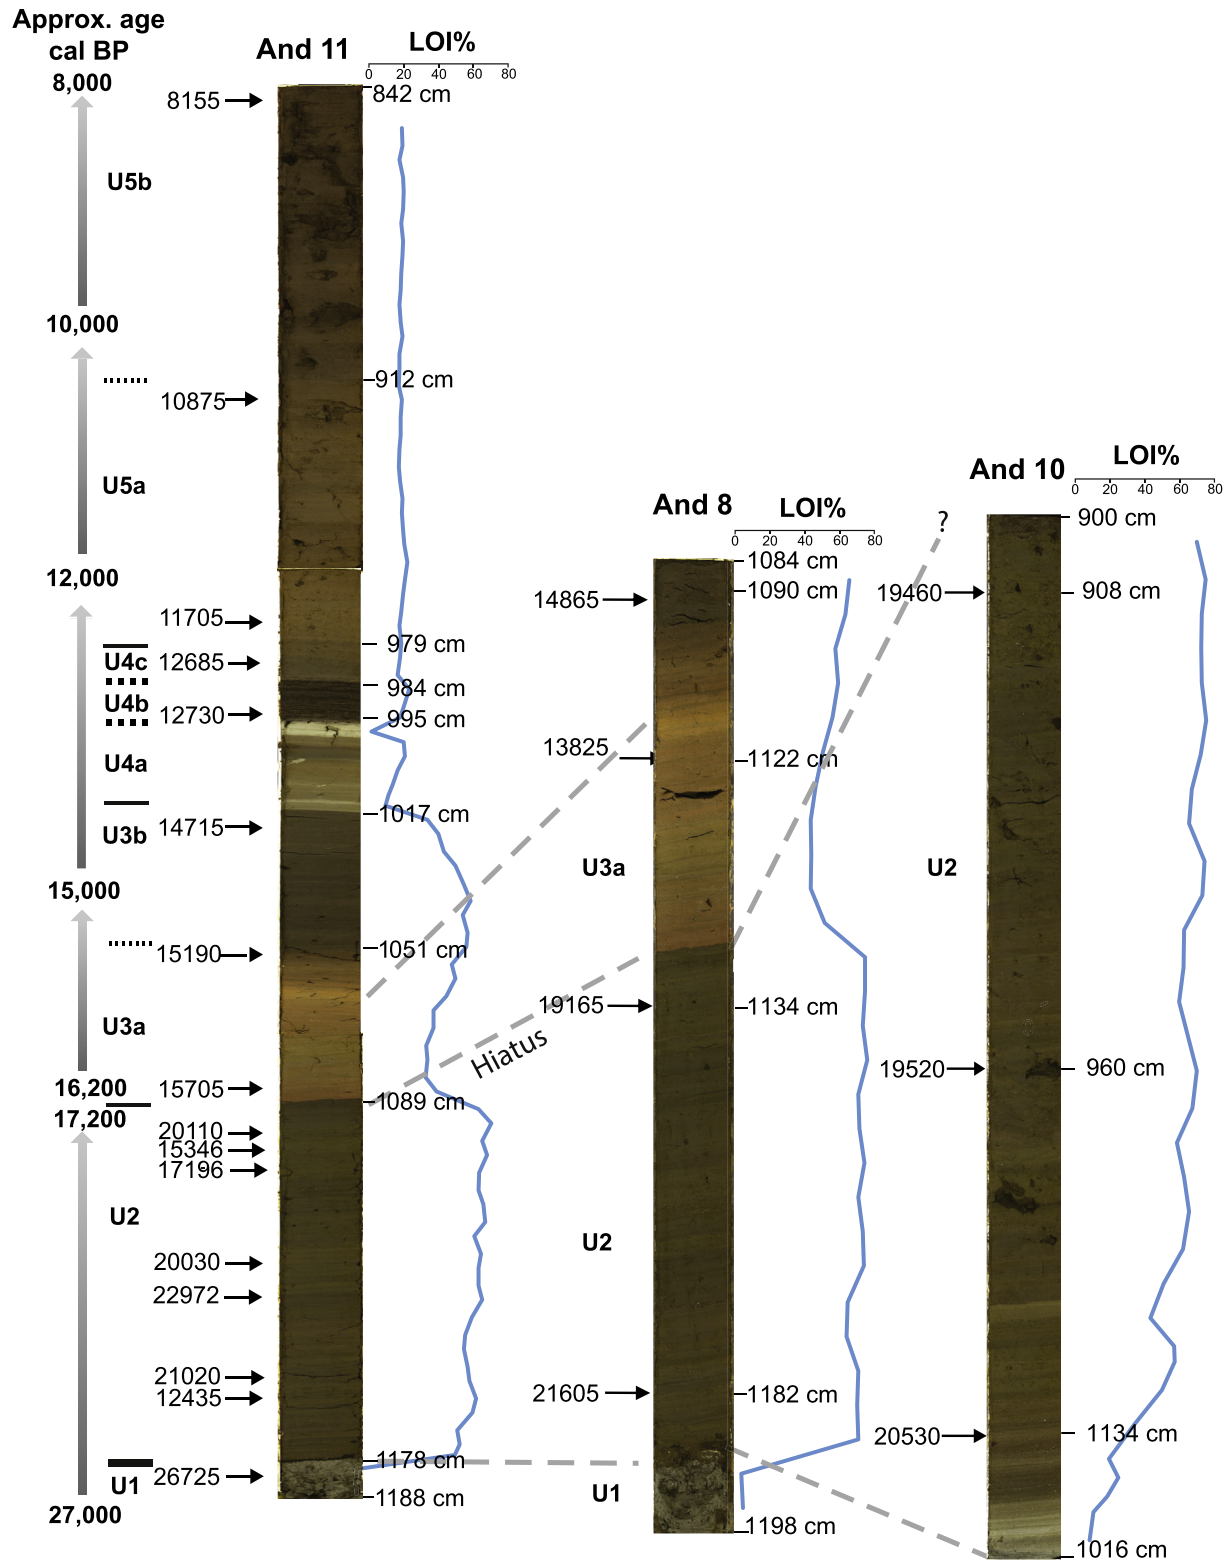 Approx. age
cal BP
8,000
And 11
LOI%
0 20 40 60 80
842 cm
8155
U5b
10,000
912 cm
10875
U5a
12,000
11705
979 cm
U4c
12685
984 cm
U4b
12730
995 cm
U4a
1017 cm
U3b
14715
15,000
1051 cm
15190
U3a
16,200
15705
1089 cm
17,200
20110
15346
17196
U2
20030
22972
21020
12435
1178 cm
U1
26725
1188 cm
27,000
Hiatus
And 8
LOI%
0 20 40 60 80
1084 cm
1090 cm
14865
13825
1122 cm
U3a
19165
1134 cm
U2
21605
1182 cm
U1
1198 cm
?
And 10
LOI%
0 20 40 60 80
900 cm
19460
908 cm
U2
19520
960 cm
20530
1134 cm
1016 cm